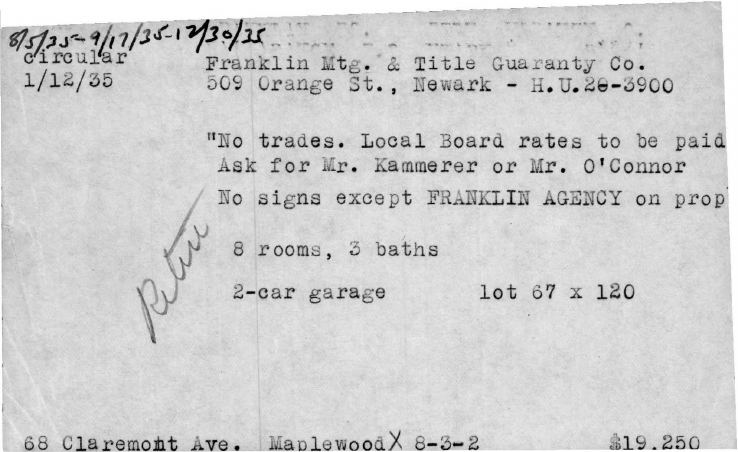 8/5/35-9/17/35-12/30/35
circular
1/12/35
Franklin Mtg. & Title Guaranty Co.
509 Orange St., Newark - H.U.20-3900
"No trades. Local Board rates to be paid
Ask for Mr. Kammerer or Mr. O'Connor
No signs except FRANKLIN AGENCY on prop
8 rooms, 3 baths
2-car garage lot 67 x 120
68 Claremont Ave. Maplewood X 8-3-2 $19,250